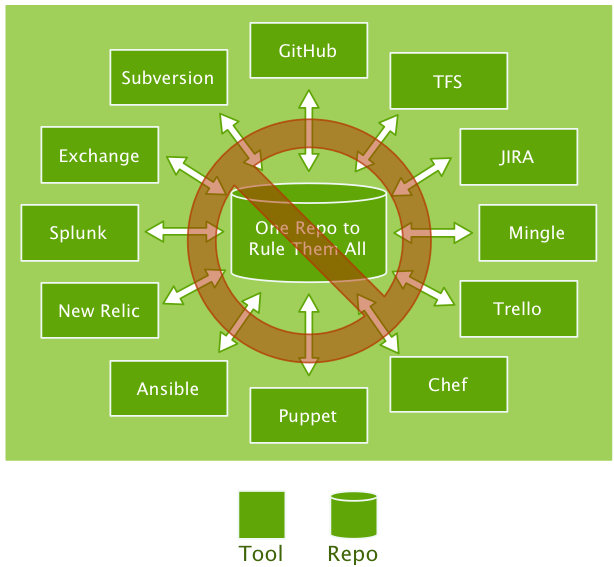 GitHub
Subversion
TFS
Exchange
JIRA
Splunk
One Repo to
Rule Them All
Mingle
New Relic
Trello
Ansible
Chef
Puppet
Tool
Repo